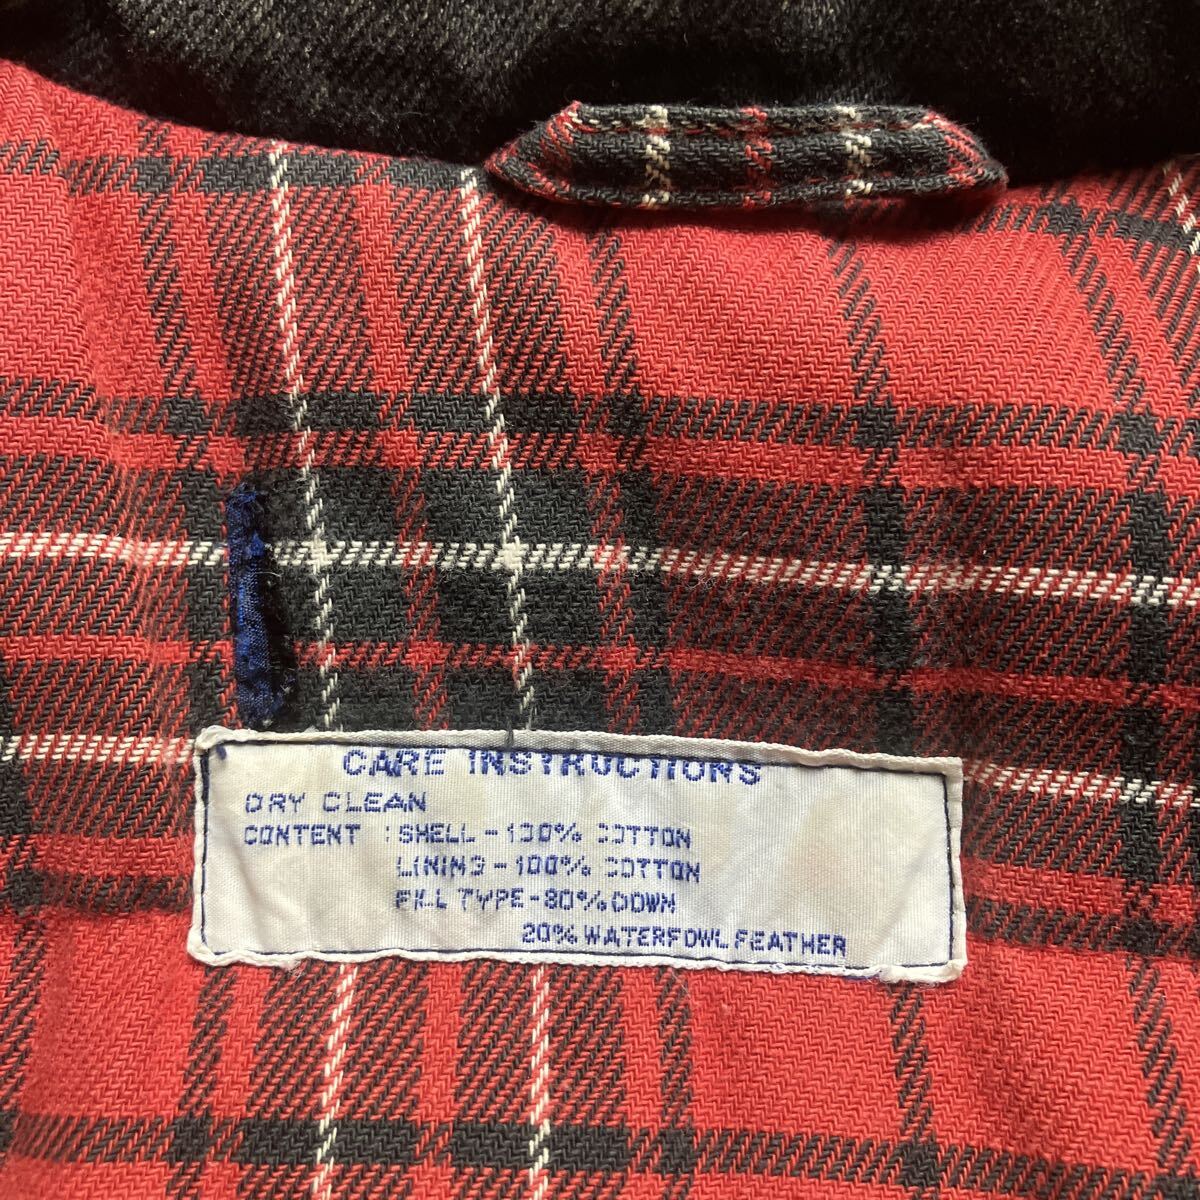 CARE INSTRUCTIONS
DRY CLEAN
CONTENT : SHELL - 100% COTTON
LINING - 100% COTTON
FILL TYPE - 80% DOWN
20% WATERFOWL FEATHER